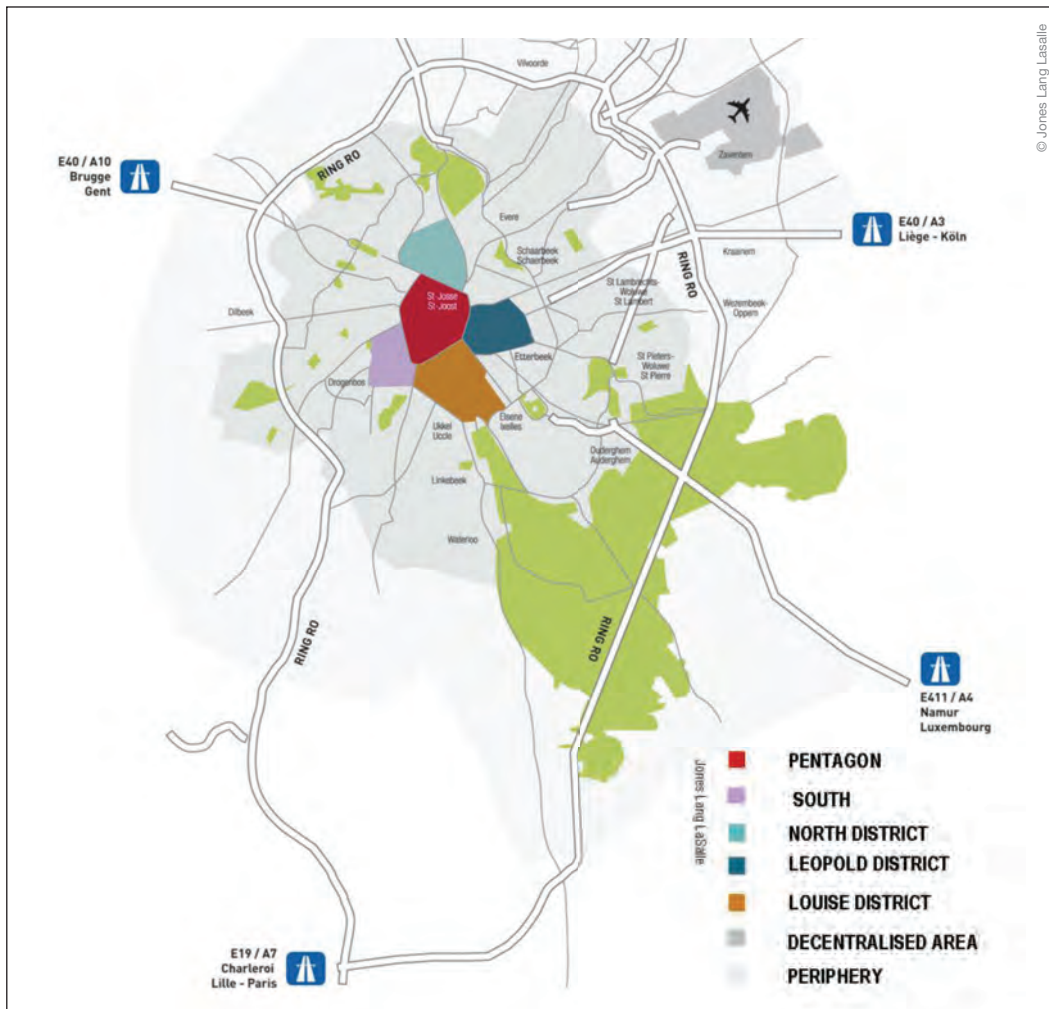 © Jones Lang Lasalle
Vilvoorde
Zaventem
RING RO
E40 / A10
Brugge
Gent
Evere
E40 / A3
Liège - Köln
Schaarbeek
Schaerbeek
Kraainem
RING RO
St Lambrechts-
Woluwe
St Lambert
Wezembeek-
Oppem
St Josse
St Joost
Dilbeek
Etterbeek
St Pieters-
Woluwe
St Pierre
Drogenbos
Elsene
Ixelles
Ukkel
Uccle
Ouderghem
Auderghem
Linkebeek
Waterloo
RING RO
RING RO
E411 / A4
Namur
Luxembourg
Jones Lang LaSalle
PENTAGON
SOUTH
NORTH DISTRICT
LEOPOLD DISTRICT
LOUISE DISTRICT
DECENTRALISED AREA
PERIPHERY
E19 / A7
Charleroi
Lille - Paris